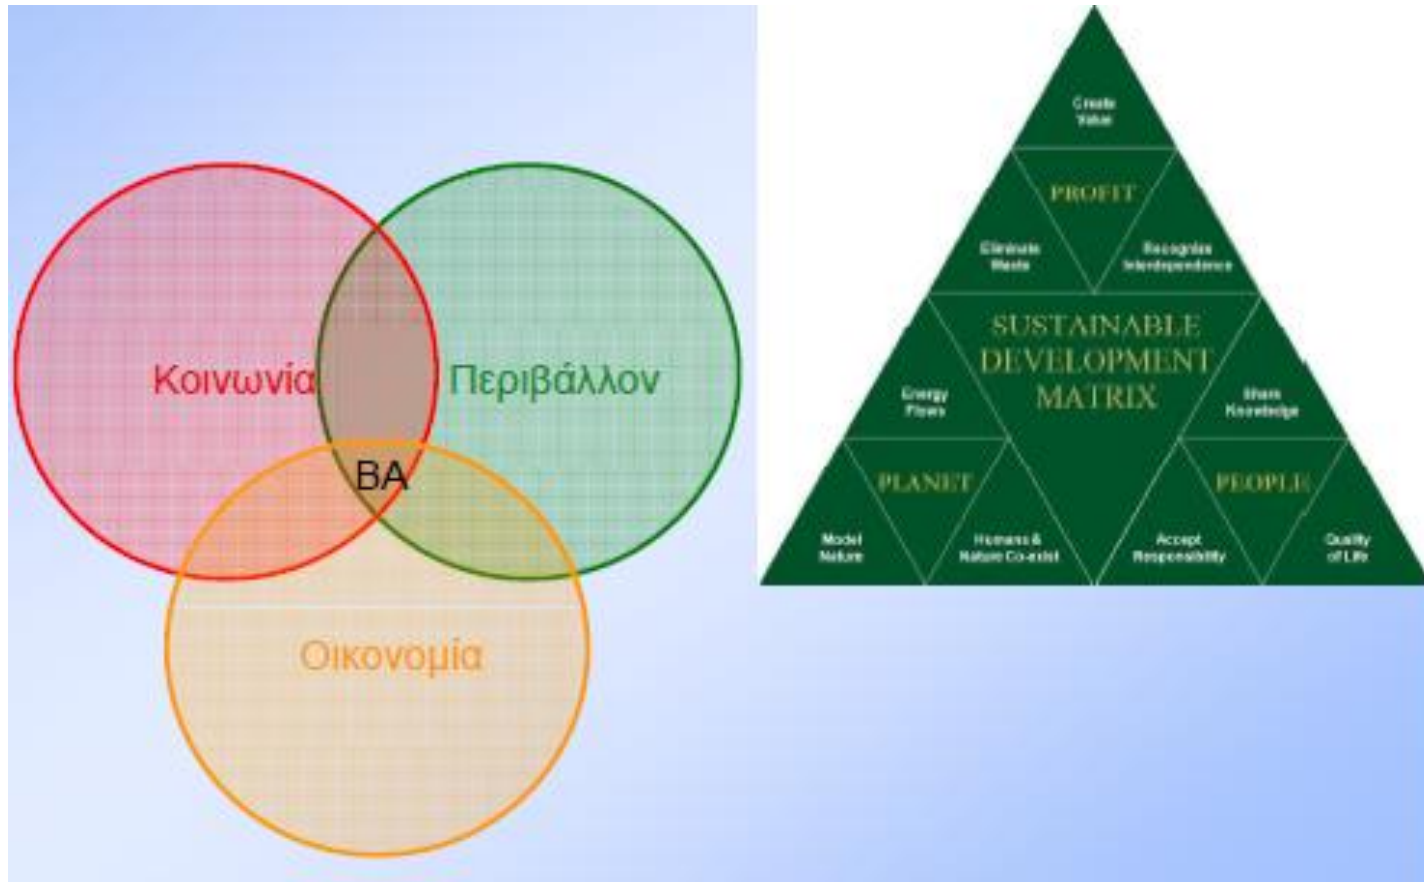 Κοινωνία
Περιβάλλον
ΒΑ
Οικονομία
Create
Value
PROFIT
Eliminate
Waste
Recognize
Interdependence
SUSTAINABLE
DEVELOPMENT
MATRIX
Energy
Flows
Share
Knowledge
PLANET
PEOPLE
Model
Nature
Humans &
Nature Co-exist
Accept
Responsibility
Quality
of Life